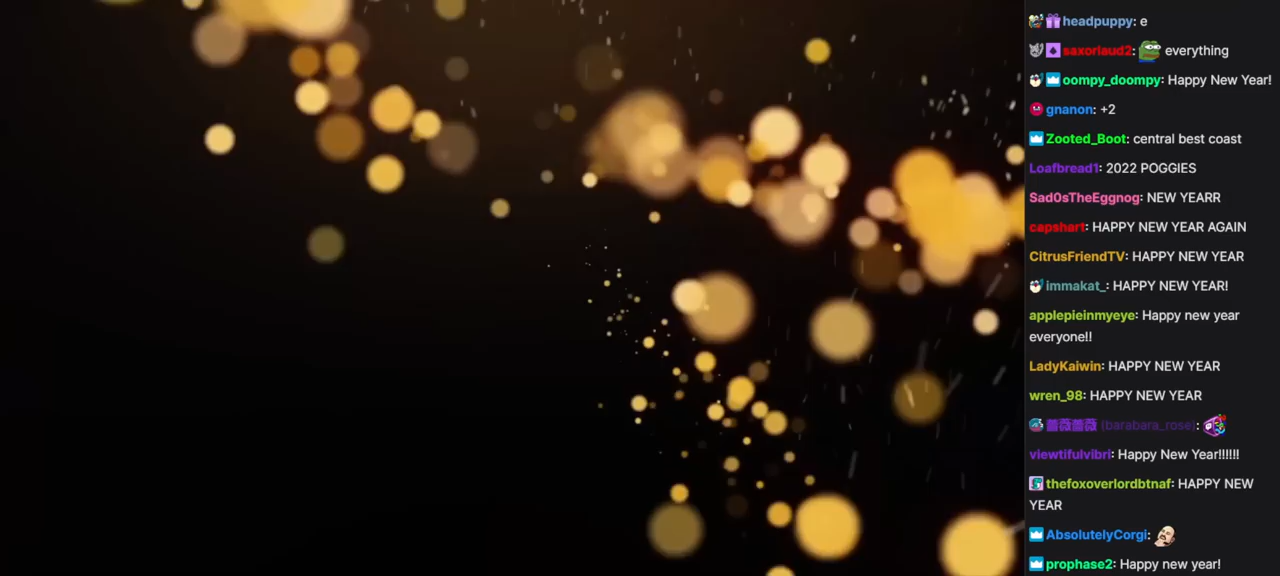 headpuppy: e
saxorlaud2: everything
oompy_doompy: Happy New Year!
gnanon: +2
Zooted_Boot: central best coast
Loafbread1: 2022 POGGIES
Sad0sTheEggnog: NEW YEARR
capshart: HAPPY NEW YEAR AGAIN
CitrusFriendTV: HAPPY NEW YEAR
immakat_: HAPPY NEW YEAR!
applepieinmyeye: Happy new year
everyone!!
LadyKaiwin: HAPPY NEW YEAR
wren_98: HAPPY NEW YEAR
薔薇薔薇 (barabara_rose):
viewtifulvibri: Happy New Year!!!!!!
thefoxoverlordbtnaf: HAPPY NEW
YEAR
AbsolutelyCorgi:
prophase2: Happy new year!